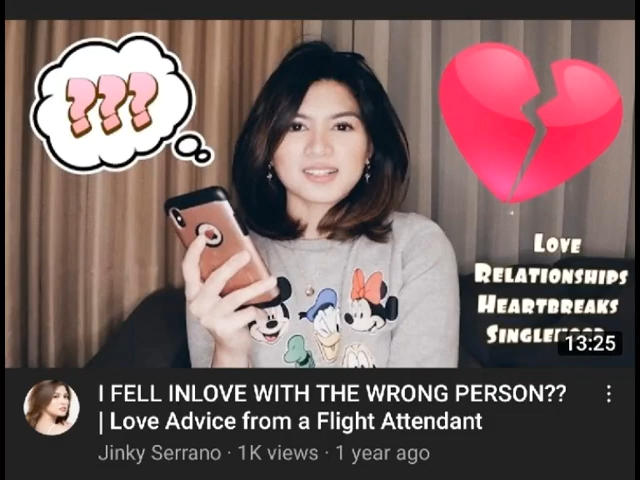 ???
LOVE
RELATIONSHIPS
HEARTBREAKS
13:25
I FELL INLOVE WITH THE WRONG PERSON??
| Love Advice from a Flight Attendant
Jinky Serrano · 1K views · 1 year ago